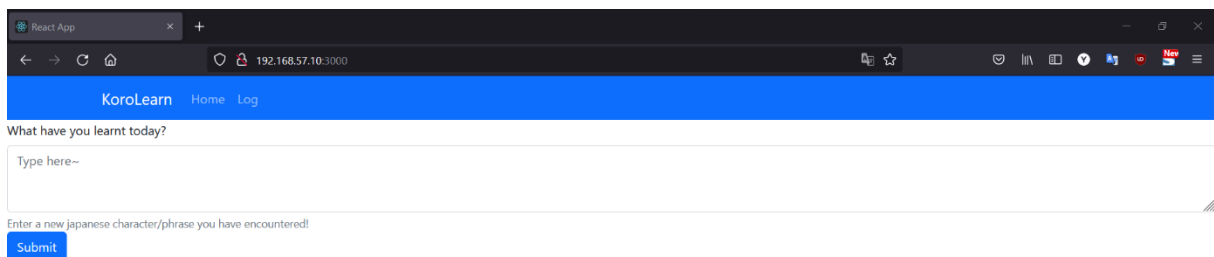 React App
192.168.57.10:3000
New
KoroLearn Home Log
What have you learnt today?
Type here~
Enter a new japanese character/phrase you have encountered!
Submit